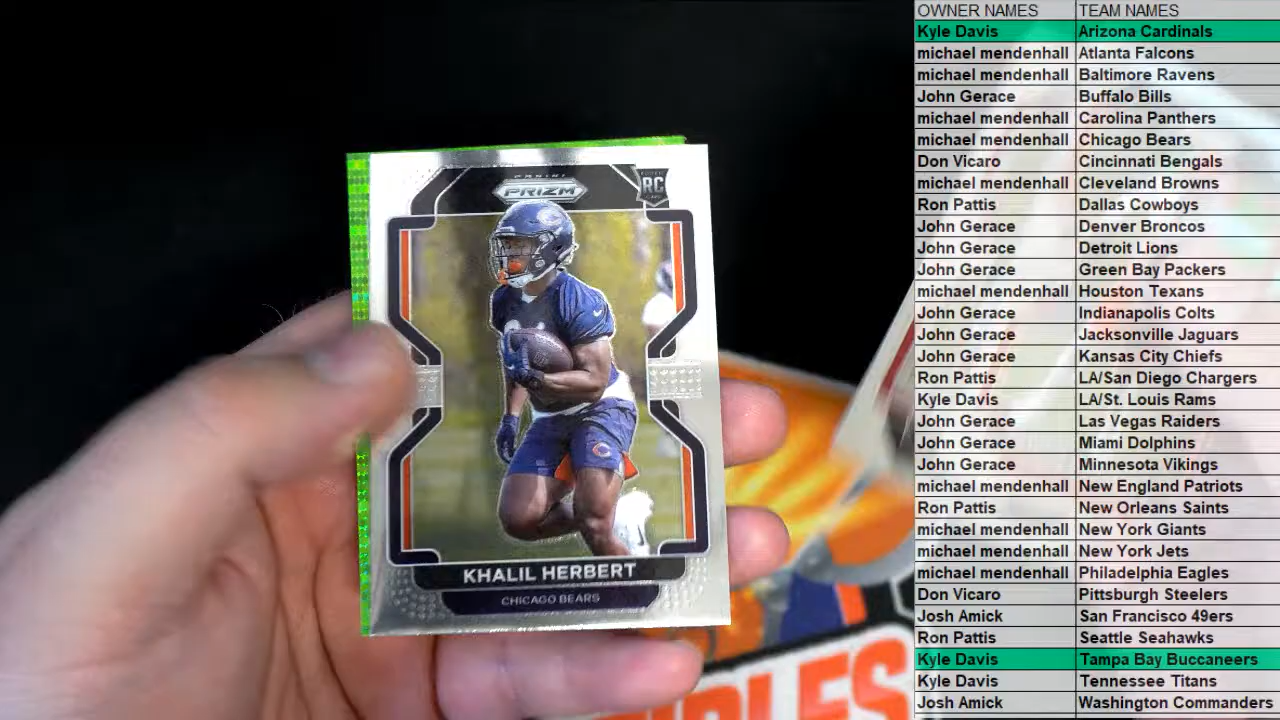 PANINI
PRIZM
RC
KHALIL HERBERT
CHICAGO BEARS
OWNER NAMES TEAM NAMES
Kyle Davis Arizona Cardinals
michael mendenhall Atlanta Falcons
michael mendenhall Baltimore Ravens
John Gerace Buffalo Bills
michael mendenhall Carolina Panthers
michael mendenhall Chicago Bears
Don Vicaro Cincinnati Bengals
michael mendenhall Cleveland Browns
Ron Pattis Dallas Cowboys
John Gerace Denver Broncos
John Gerace Detroit Lions
John Gerace Green Bay Packers
michael mendenhall Houston Texans
John Gerace Indianapolis Colts
John Gerace Jacksonville Jaguars
John Gerace Kansas City Chiefs
Ron Pattis LA/San Diego Chargers
Kyle Davis LA/St. Louis Rams
John Gerace Las Vegas Raiders
John Gerace Miami Dolphins
John Gerace Minnesota Vikings
michael mendenhall New England Patriots
Ron Pattis New Orleans Saints
michael mendenhall New York Giants
michael mendenhall New York Jets
michael mendenhall Philadelphia Eagles
Don Vicaro Pittsburgh Steelers
Josh Amick San Francisco 49ers
Ron Pattis Seattle Seahawks
Kyle Davis Tampa Bay Buccaneers
Kyle Davis Tennessee Titans
Josh Amick Washington Commanders